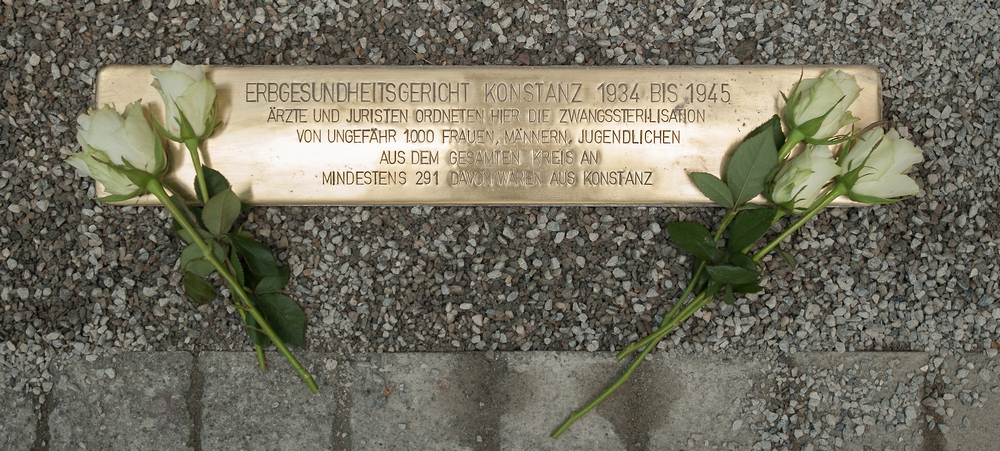 ERBGESUNDHEITSGERICHT KONSTANZ 1934 BIS 1945
ÄRZTE UND JURISTEN ORDNETEN HIER DIE ZWANGSSTERILISATION
VON UNGEFÄHR 1000 FRAUEN, MÄNNERN, JUGENDLICHEN
AUS DEM GESAMTEN KREIS AN
MINDESTENS 291 DAVON WAREN AUS KONSTANZ